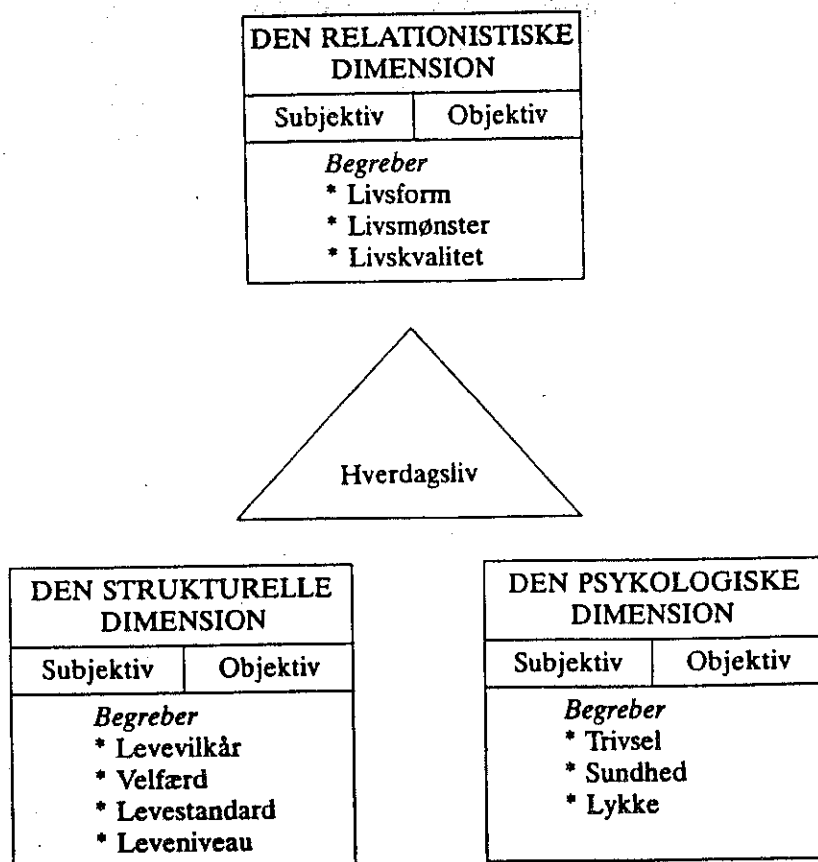 DEN RELATIONISTISKE
DIMENSION
Subjektiv Objektiv
Begreber
* Livsform
* Livsmønster
* Livskvalitet
Hverdagsliv
DEN STRUKTURELLE
DIMENSION
Subjektiv Objektiv
Begreber
* Levevilkår
* Velfærd
* Levestandard
* Leveniveau
DEN PSYKOLOGISKE
DIMENSION
Subjektiv Objektiv
Begreber
* Trivsel
* Sundhed
* Lykke